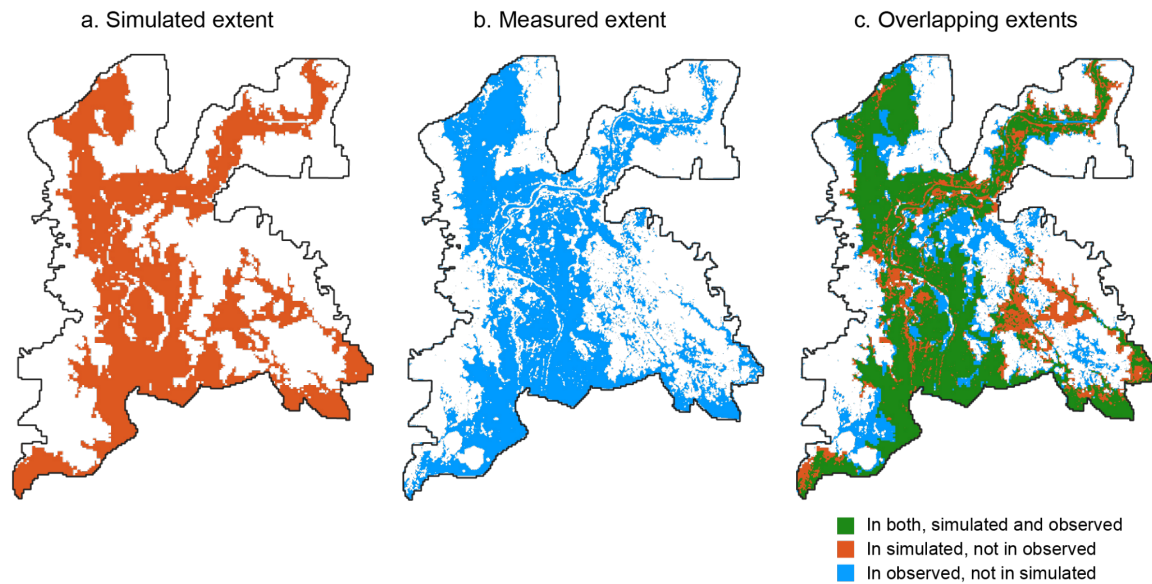 a. Simulated extent
b. Measured extent
c. Overlapping extents
In both, simulated and observed
In simulated, not in observed
In observed, not in simulated